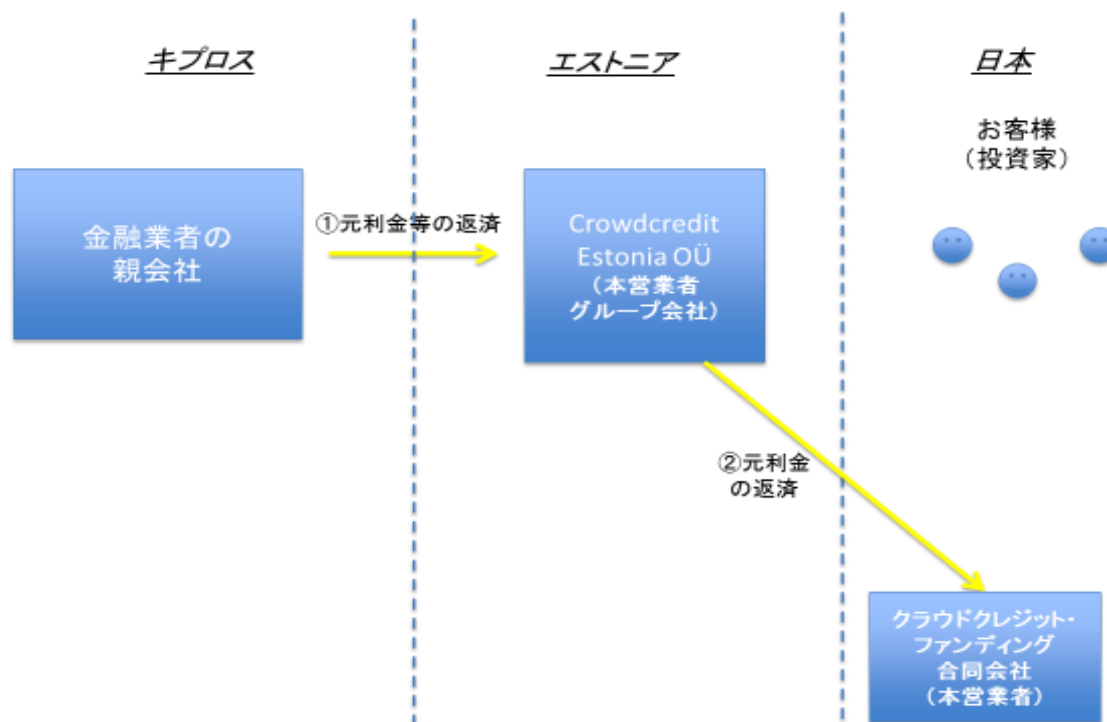 キプロス
エストニア
日本
お客様
（投資家）
金融業者の
親会社
①元利金等の返済
Crowdcredit
Estonia OÜ
（本営業者
グループ会社）
②元利金
の返済
クラウドクレジット・
ファンディング
合同会社
（本営業者）